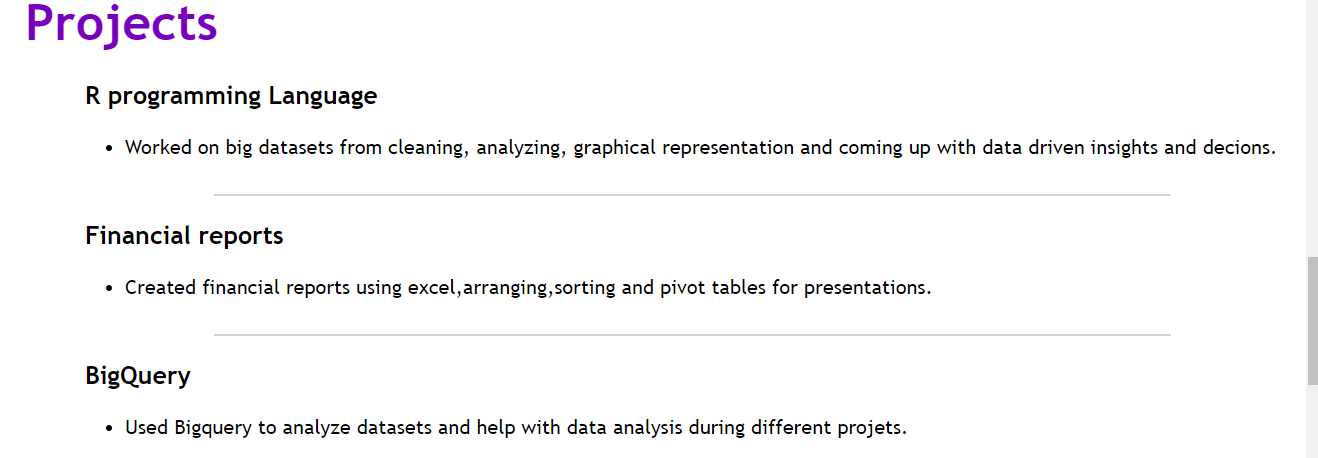 Projects
R programming Language
• Worked on big datasets from cleaning, analyzing, graphical representation and coming up with data driven insights and decions.
Financial reports
• Created financial reports using excel,arranging,sorting and pivot tables for presentations.
BigQuery
• Used Bigquery to analyze datasets and help with data analysis during different projets.